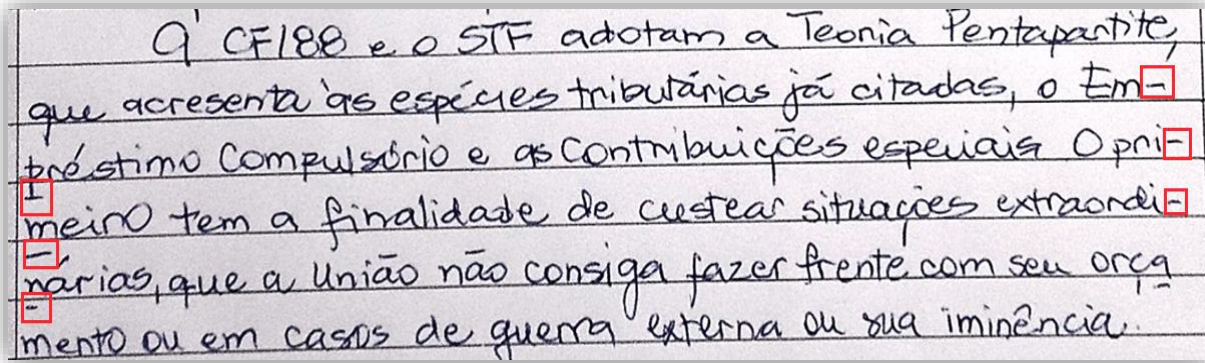 A CF/88 e o STF adotam a Teoria Pentapartite,
que acresenta às espécies tributárias já citadas, o Em-
préstimo Compulsório e as Contribuições especiais O pri-
meiro tem a finalidade de custear situações extraordi-
nárias, que a União não consiga fazer frente com seu orça
mento ou em casos de guerra externa ou sua iminência.